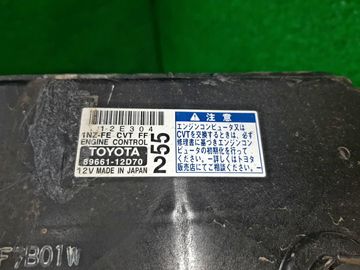 12E304
1NZ-FE CVT FF
ENGINE CONTROL
TOYOTA
89661-12D70
12V MADE IN JAPAN
255
注意
エンジンコンピュータ又は
CVTを交換するときは、必ず
修理書に基づきエンジンコン
ピュータの初期化を行って
ください。ー詳しくはトヨタ
販売店にてご相談ください。
B01W